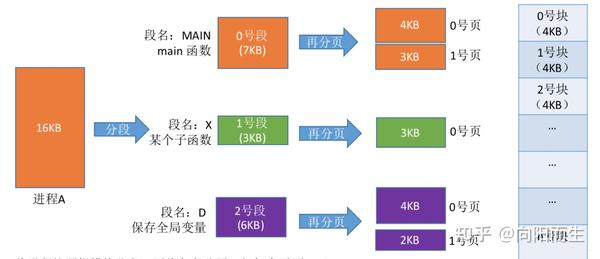 进程A
16KB
分段
段名：MAIN
main 函数
0号段
(7KB)
再分页
4KB
0号页
3KB
1号页
段名：X
某个子函数
1号段
(3KB)
再分页
3KB
0号页
段名：D
保存全局变量
2号段
(6KB)
再分页
4KB
0号页
2KB
1号页
0号块
（4KB）
1号块
（4KB）
2号块
（4KB）
...
...
...
知乎 @向阳而生